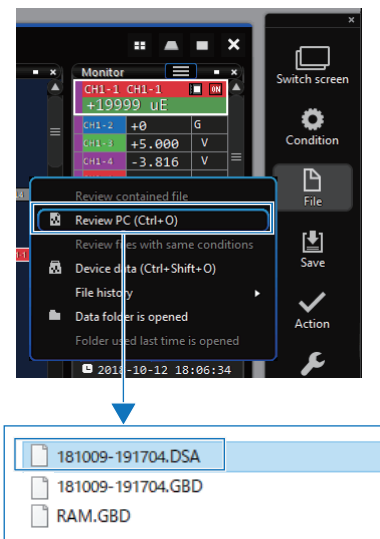 Monitor
CH1-1 CH1-1 ON
+19999 uE
CH1-2 +0 G
CH1-3 +5.000 V
CH1-4 -3.816 V
Switch screen
Condition
File
Save
Action
Review contained file
Review PC (Ctrl+O)
Review files with same conditions
Device data (Ctrl+Shift+O)
File history
Data folder is opened
Folder used last time is opened
2018-10-12 18:06:34
181009-191704.DSA
181009-191704.GBD
RAM.GBD